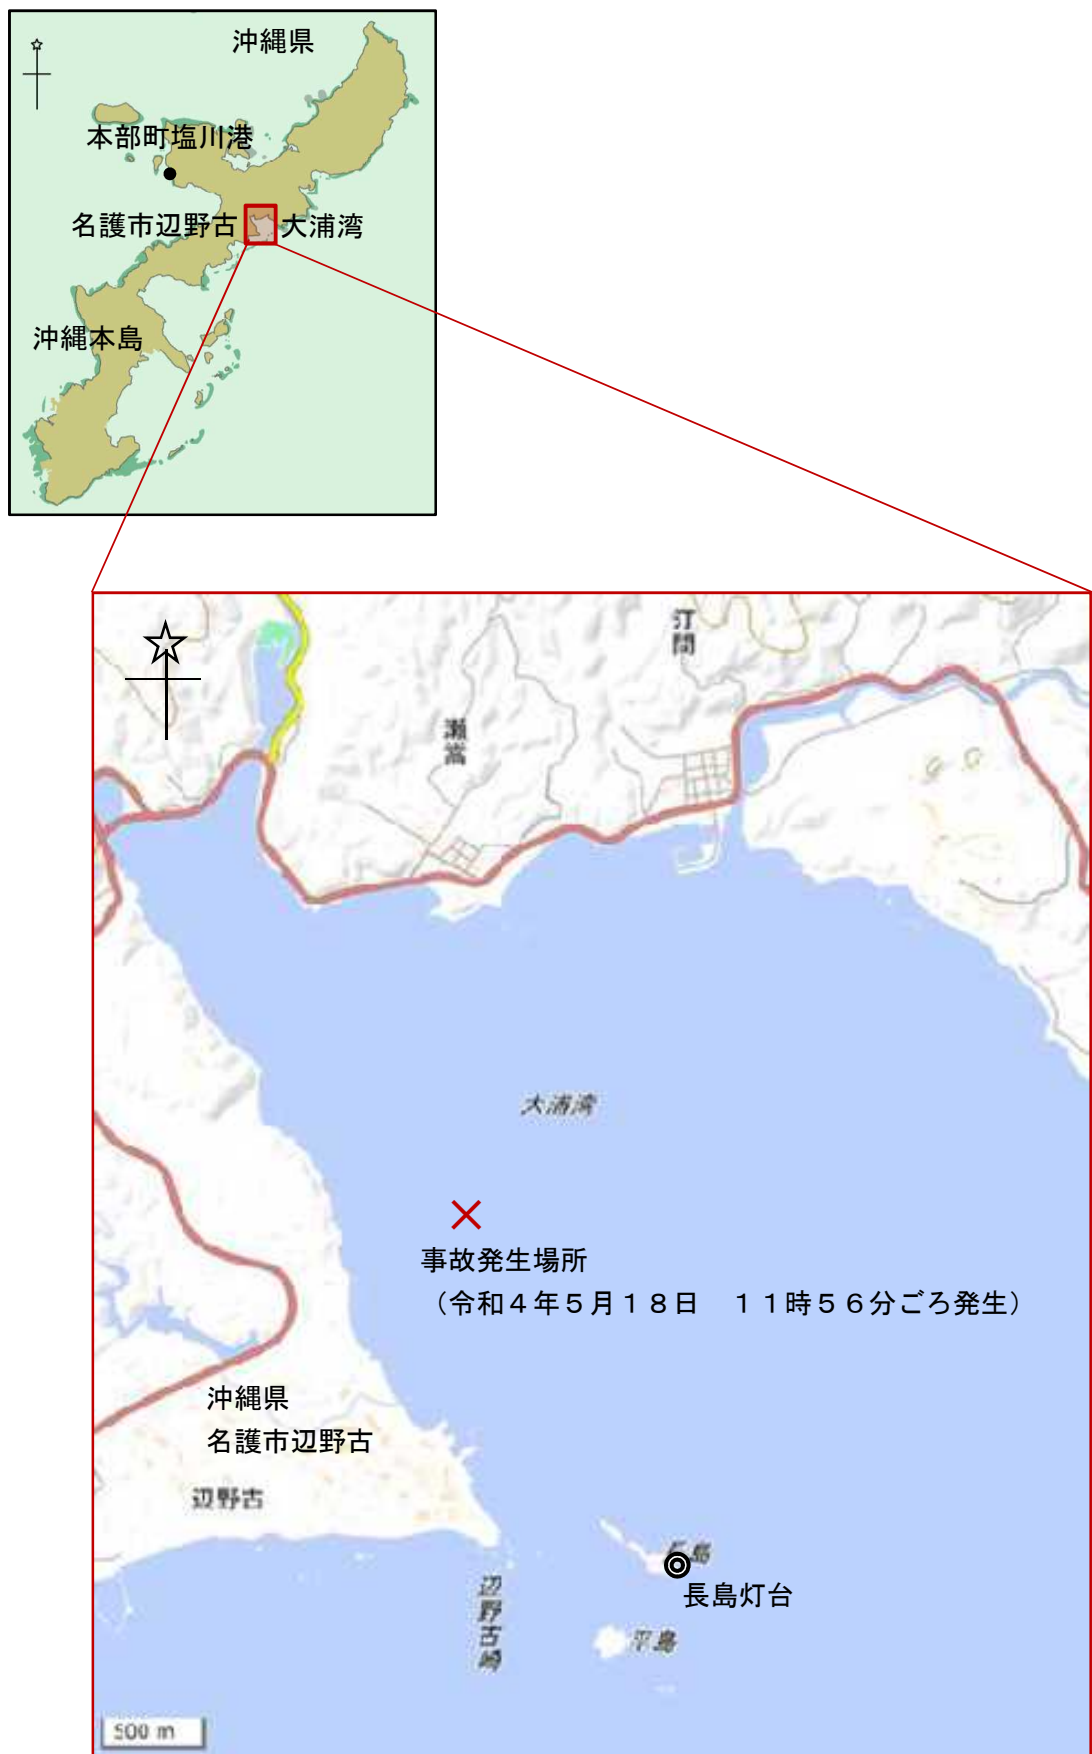 沖縄県
本部町塩川港
名護市辺野古
大浦湾
沖縄本島
汀間
瀬嵩
大浦湾
事故発生場所
（令和４年５月１８日　１１時５６分ごろ発生）
沖縄県
名護市辺野古
辺野古
島
長島灯台
辺野古崎
平島
500 m